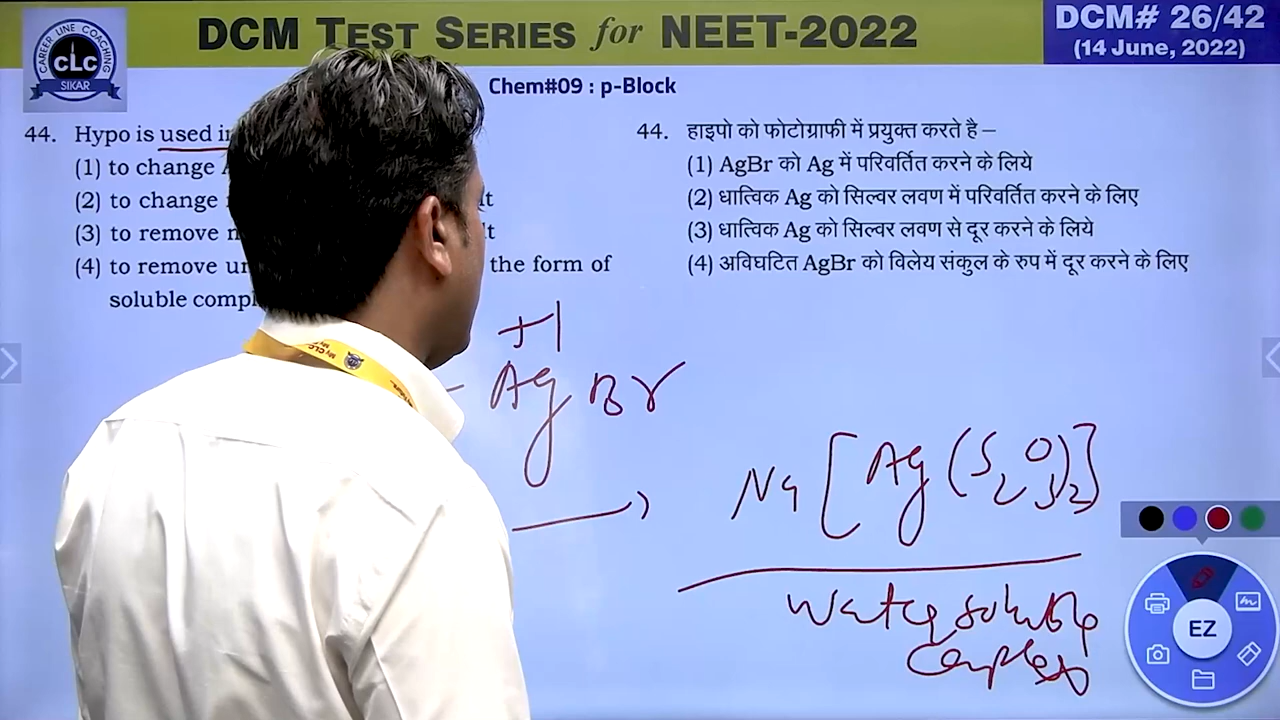 DCM TEST SERIES for NEET-2022
DCM# 26/42
(14 June, 2022)
CAREER LINE COACHING
CLC
SIKAR
Chem#09 : p-Block
44. Hypo is used in
(1) to change
(2) to change
(3) to remove
(4) to remove the form of
soluble
44. हाइपो को फोटोग्राफी में प्रयुक्त करते है –
(1) AgBr को Ag में परिवर्तित करने के लिये
(2) धात्विक Ag को सिल्वर लवण में परिवर्तित करने के लिए
(3) धात्विक Ag को सिल्वर लवण से दूर करने के लिये
(4) अविघटित AgBr को विलेय संकुल के रुप में दूर करने के लिए
+1
AgBr
Na[Ag(S2O3)2]
water soluble
complex
My CLC
EZ